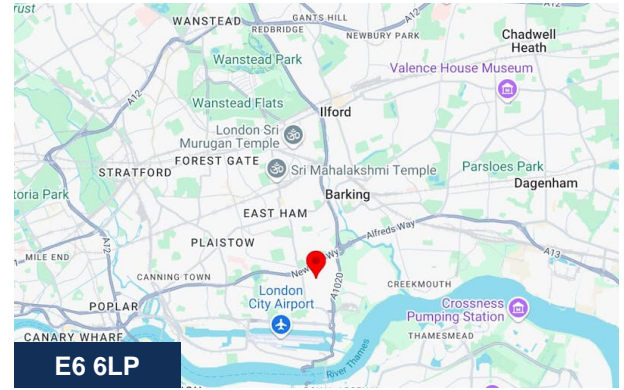 rust
WANSTEAD
GANTS HILL
REDBRIDGE
NEWBURY PARK
Chadwell
Heath
Wanstead Park
Valence House Museum
A12
A12
Wanstead Flats
Ilford
London Sri
Murugan Temple
FOREST GATE
Sri Mahalakshmi Temple
STRATFORD
Parsloes Park
Dagenham
toria Park
Barking
EAST HAM
Alfreds Way
A12
PLAISTOW
A13
MILE END
1
CANNING TOWN
A1020
CREEKMOUTH
London
City Airport
POPLAR
Crossness
Pumping Station
CANARY WHARF
THAMESMEAD
River Thames
E6 6LP